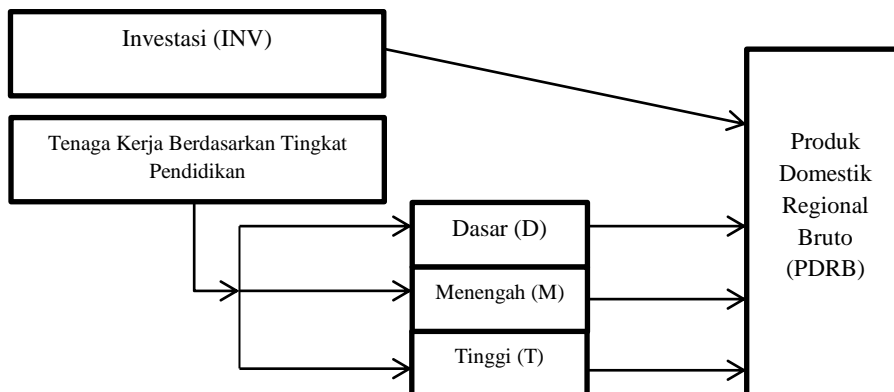 Investasi (INV)
Tenaga Kerja Berdasarkan Tingkat
Pendidikan
Dasar (D)
Menengah (M)
Tinggi (T)
Produk
Domestik
Regional
Bruto
(PDRB)